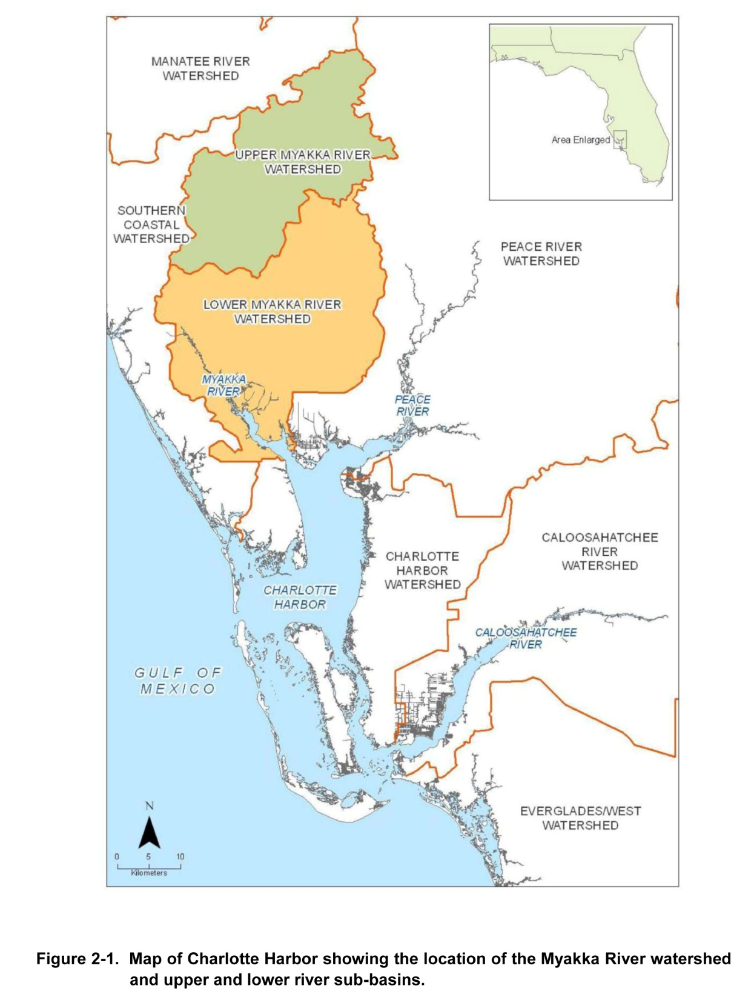 MANATEE RIVER
WATERSHED
Area Enlarged
UPPER MYAKKA RIVER
WATERSHED
SOUTHERN
COASTAL
WATERSHED
PEACE RIVER
WATERSHED
LOWER MYAKKA RIVER
WATERSHED
MYAKKA
RIVER
PEACE
RIVER
CALOOSAHATCHEE
RIVER
WATERSHED
CHARLOTTE
HARBOR
WATERSHED
CHARLOTTE
HARBOR
CALOOSAHATCHEE
RIVER
GULF OF
MEXICO
EVERGLADES/WEST
WATERSHED
N
0 5 10
Kilometers
Figure 2-1. Map of Charlotte Harbor showing the location of the Myakka River watershed
and upper and lower river sub-basins.